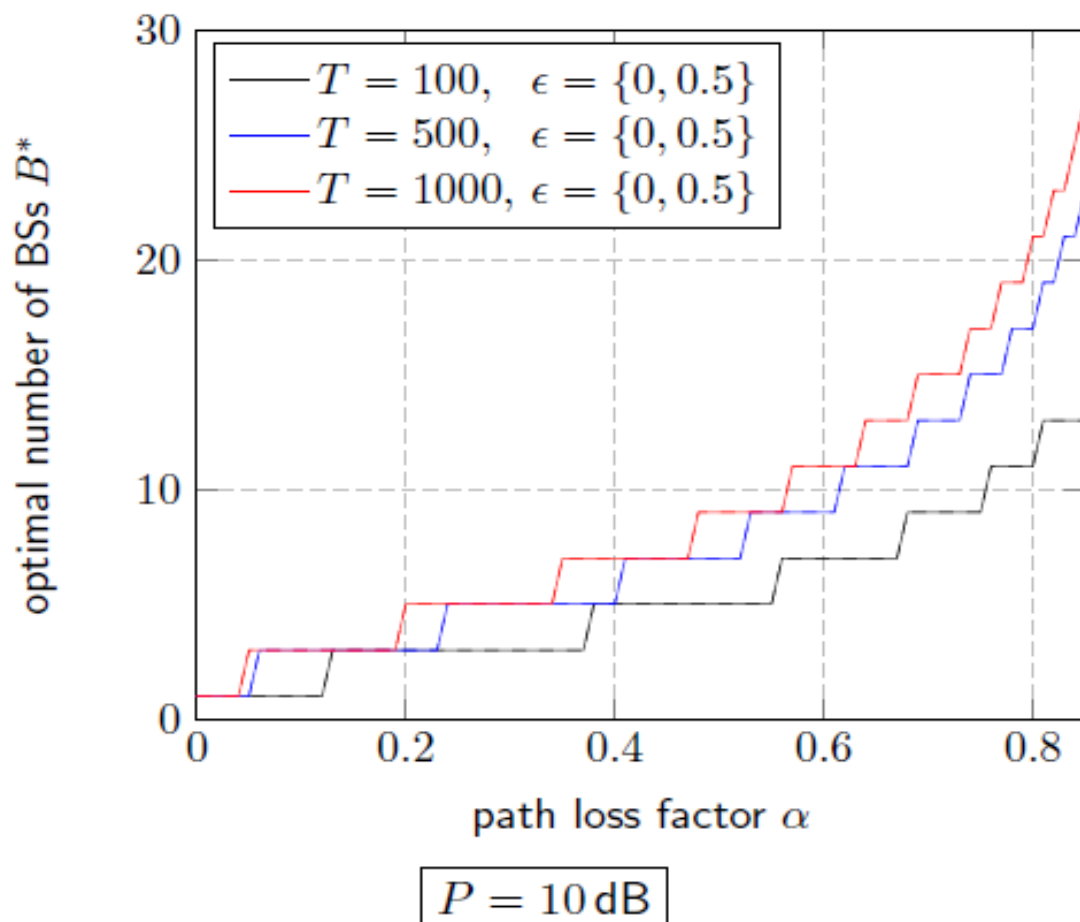 30
T = 100, ϵ = {0, 0.5}
T = 500, ϵ = {0, 0.5}
T = 1000, ϵ = {0, 0.5}
optimal number of BSs B*
20
10
0
0 0.2 0.4 0.6 0.8
path loss factor α
P = 10 dB